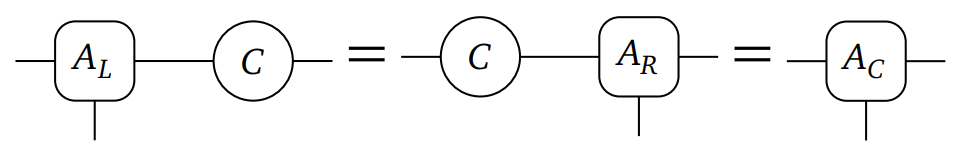 A_L C = C A_R = A_C